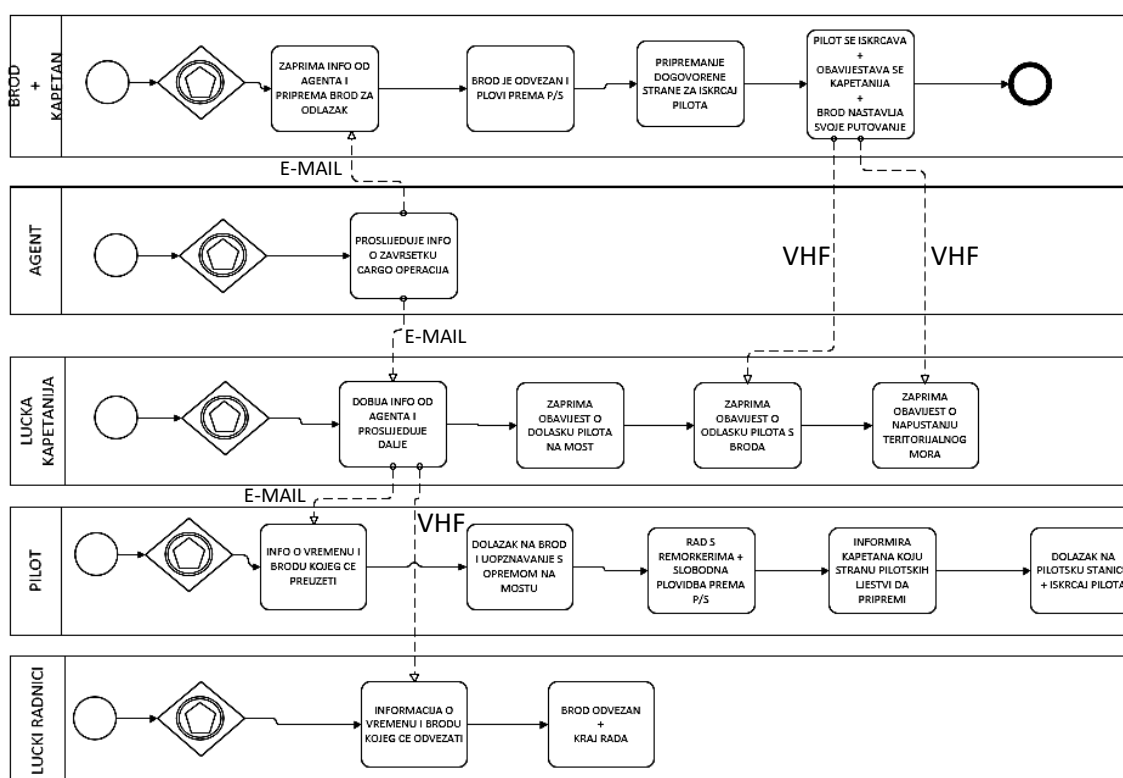 BROD
+
KAPETAN
ZAPRIMA INFO OD
AGENTA I
PRIPREMA BROD ZA
ODLAZAK
BROD JE ODVEZAN I
PLOVI PREMA P/S
PRIPREMANJE
DOGOVORENE
STRANE ZA ISKRCAJ
PILOTA
PILOT SE ISKRCAVA
+
OBAVIJESTAVA SE
KAPETANIJA
+
BROD NASTAVLJA
SVOJE PUTOVANJE
E-MAIL
AGENT
PROSLIJEDUJE INFO
O ZAVRSETKU
CARGO OPERACIJA
VHF
VHF
E-MAIL
LUCKA
KAPETANIJA
DOBIJA INFO OD
AGENTA I
PROSLIJEDUJE
DALJE
ZAPRIMA
OBAVIJEST O
DOLASKU PILOTA
NA MOST
ZAPRIMA
OBAVIJEST O
ODLASKU PILOTA S
BRODA
ZAPRIMA
OBAVIJEST O
NAPUSTANJU
TERITORIJALNOG
MORA
E-MAIL
VHF
PILOT
INFO O VREMENU I
BRODU KOJEG CE
PREUZETI
DOLAZAK NA BROD
I UOPZNAVANJE S
OPREMOM NA
MOSTU
RAD S
REMORKERIMA +
SLOBODNA
PLOVIDBA PREMA
P/S
INFORMIRA
KAPETANA KOJU
STRANU PILOTSKIH
LJESTVI DA
PRIPREMI
DOLAZAK NA
PILOTSKU STANIC
+ ISKRCAJ PILOTA
LUCKI RADNICI
INFORMACIJA O
VREMENU I BRODU
KOJEG CE ODVEZATI
BROD ODVEZAN
+
KRAJ RADA